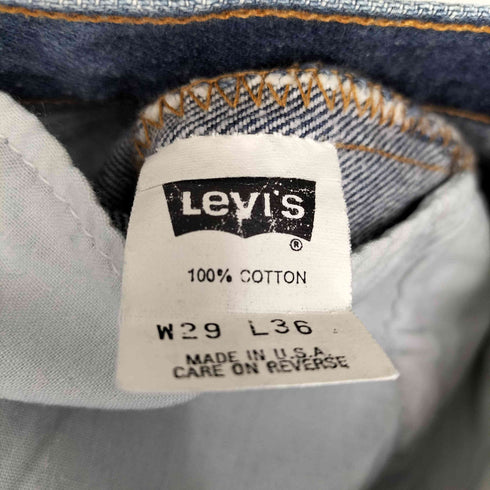 Levi's
®
100% COTTON
W29 L36
MADE IN U.S.A.
CARE ON REVERSE